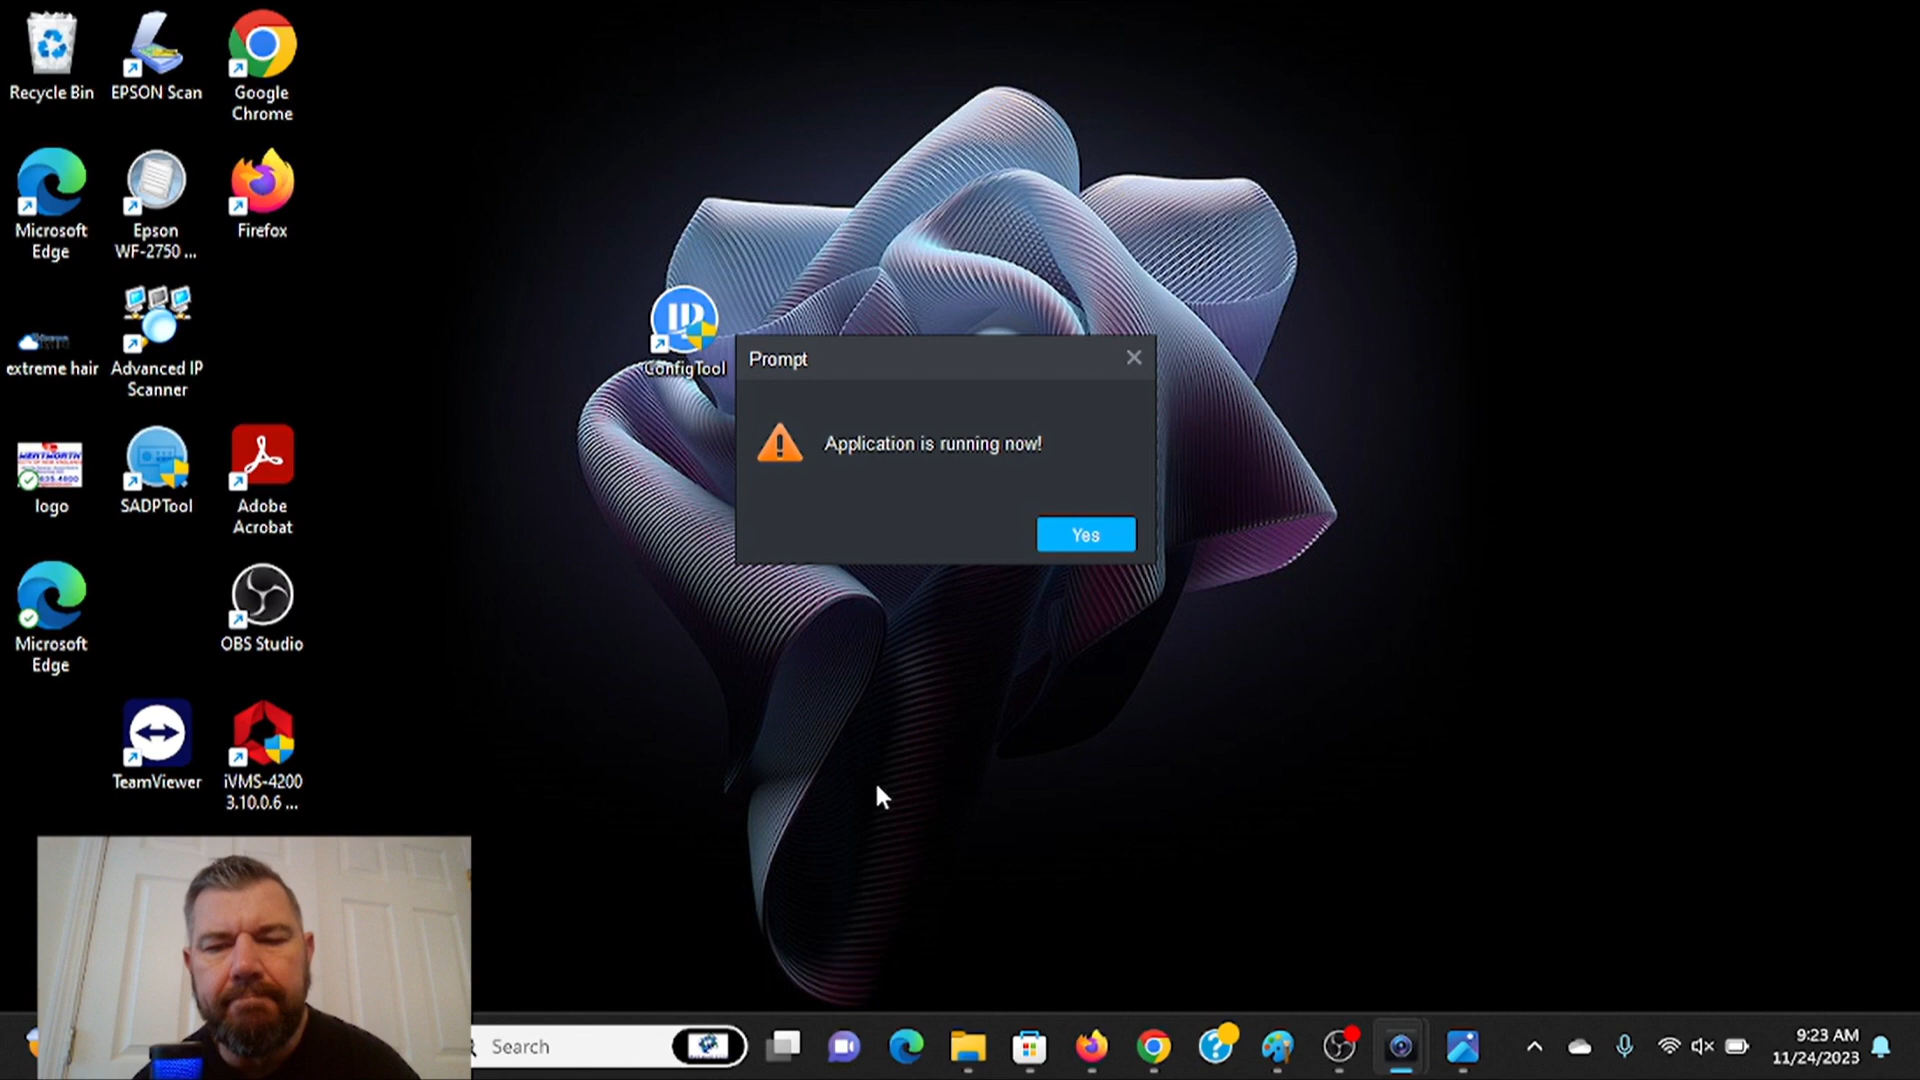 Recycle Bin
EPSON Scan
Google
Chrome
Microsoft
Edge
Epson
WF-2750 ...
Firefox
extreme hair
Advanced IP
Scanner
IP
ConfigTool
Prompt
Application is running now!
Yes
logo
SADPTool
Adobe
Acrobat
Microsoft
Edge
OBS Studio
TeamViewer
iVMS-4200
3.10.0.6 ...
Search
9:23 AM
11/24/2023